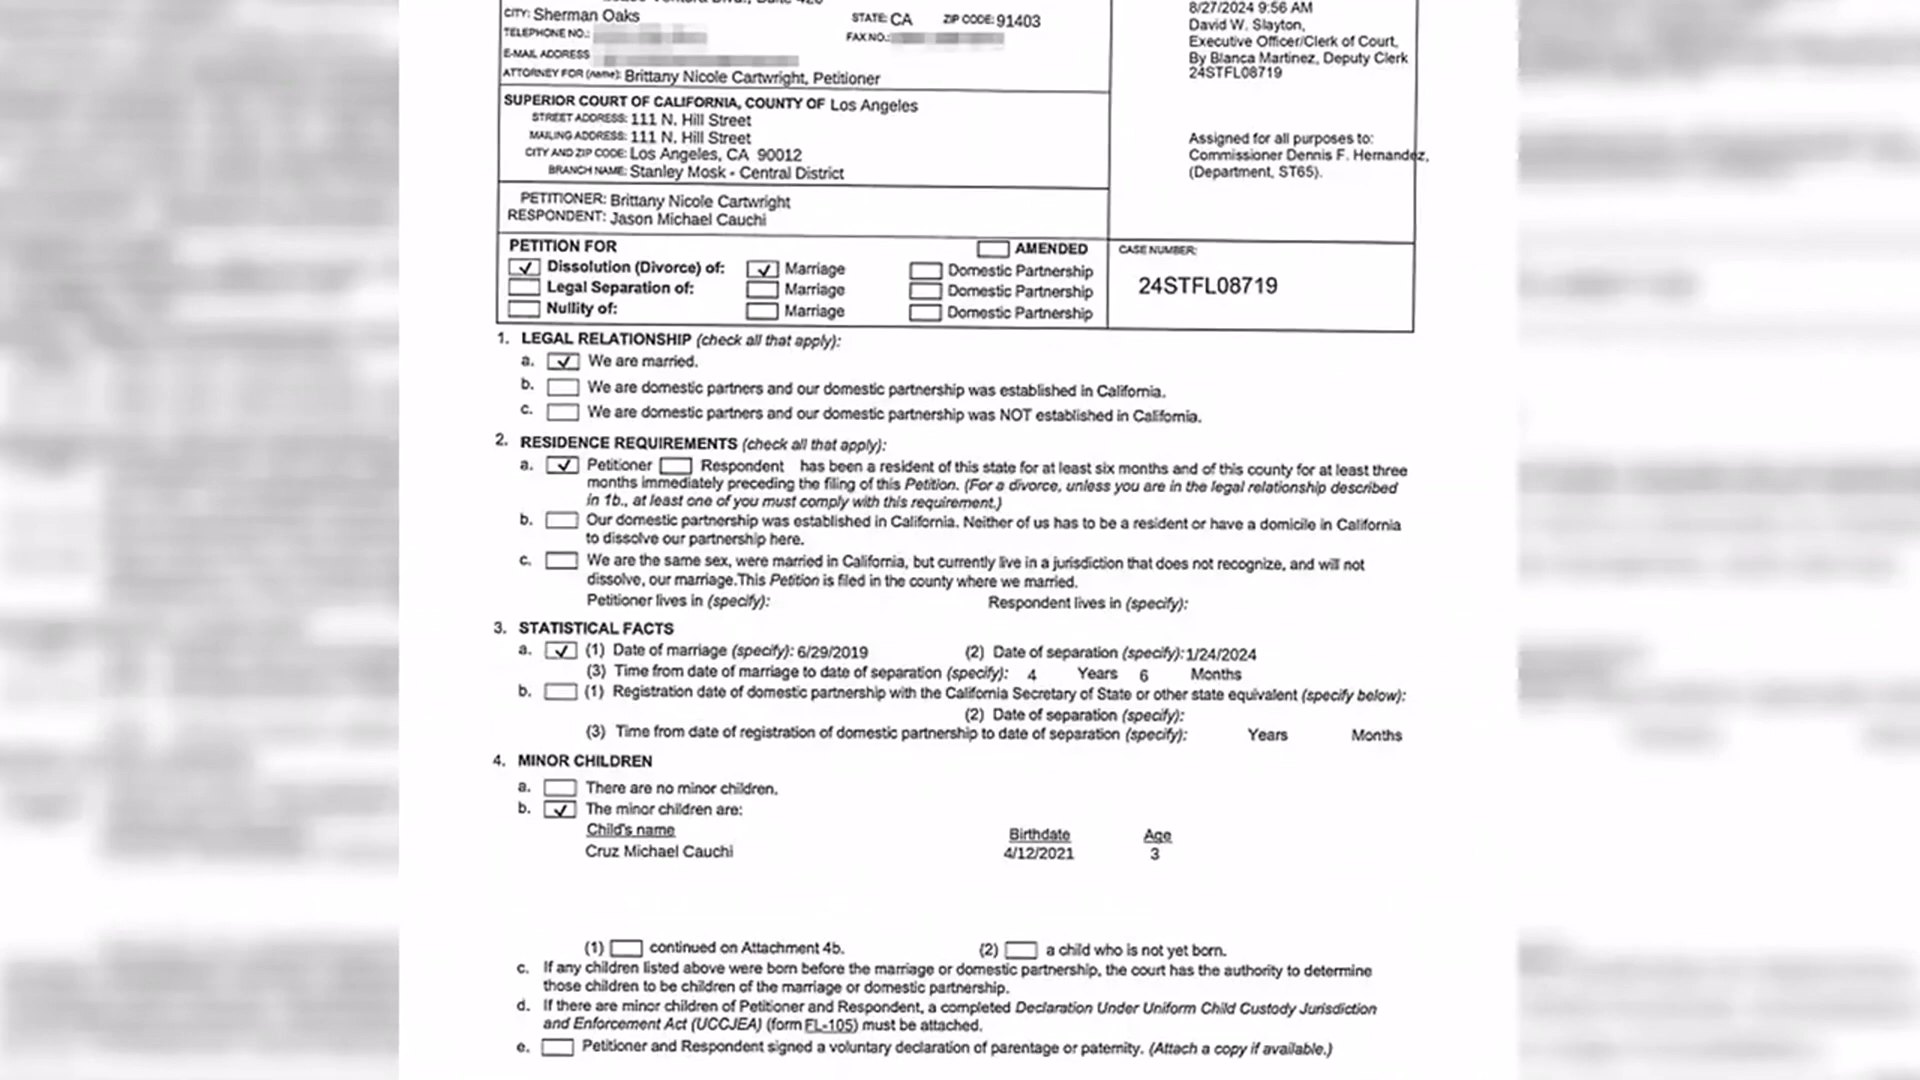 CITY: Sherman Oaks STATE: CA ZIP CODE: 91403
TELEPHONE NO.: FAX NO.:
E-MAIL ADDRESS
ATTORNEY FOR (name): Brittany Nicole Cartwright, Petitioner
8/27/2024 9:56 AM
David W. Slayton,
Executive Officer/Clerk of Court,
By Blanca Martinez, Deputy Clerk
24STFL08719
SUPERIOR COURT OF CALIFORNIA, COUNTY OF Los Angeles
STREET ADDRESS: 111 N. Hill Street
MAILING ADDRESS: 111 N. Hill Street
CITY AND ZIP CODE: Los Angeles, CA 90012
BRANCH NAME: Stanley Mosk - Central District
Assigned for all purposes to:
Commissioner Dennis F. Hernandez,
(Department, ST65).
PETITIONER: Brittany Nicole Cartwright
RESPONDENT: Jason Michael Cauchi
PETITION FOR AMENDED
✓ Dissolution (Divorce) of: ✓ Marriage Domestic Partnership
Legal Separation of: Marriage Domestic Partnership
Nullity of: Marriage Domestic Partnership
CASE NUMBER:
24STFL08719
1. LEGAL RELATIONSHIP (check all that apply):
a. ✓ We are married.
b. We are domestic partners and our domestic partnership was established in California.
c. We are domestic partners and our domestic partnership was NOT established in California.
2. RESIDENCE REQUIREMENTS (check all that apply):
a. ✓ Petitioner Respondent has been a resident of this state for at least six months and of this county for at least three
months immediately preceding the filing of this Petition. (For a divorce, unless you are in the legal relationship described
in 1b., at least one of you must comply with this requirement.)
b. Our domestic partnership was established in California. Neither of us has to be a resident or have a domicile in California
to dissolve our partnership here.
c. We are the same sex, were married in California, but currently live in a jurisdiction that does not recognize, and will not
dissolve, our marriage.This Petition is filed in the county where we married.
Petitioner lives in (specify): Respondent lives in (specify):
3. STATISTICAL FACTS
a. ✓ (1) Date of marriage (specify): 6/29/2019 (2) Date of separation (specify): 1/24/2024
(3) Time from date of marriage to date of separation (specify): 4 Years 6 Months
b. (1) Registration date of domestic partnership with the California Secretary of State or other state equivalent (specify below):
(2) Date of separation (specify):
(3) Time from date of registration of domestic partnership to date of separation (specify): Years Months
4. MINOR CHILDREN
a. There are no minor children.
b. ✓ The minor children are:
Child's name Birthdate Age
Cruz Michael Cauchi 4/12/2021 3
(1) continued on Attachment 4b. (2) a child who is not yet born.
c. If any children listed above were born before the marriage or domestic partnership, the court has the authority to determine
those children to be children of the marriage or domestic partnership.
d. If there are minor children of Petitioner and Respondent, a completed Declaration Under Uniform Child Custody Jurisdiction
and Enforcement Act (UCCJEA) (form FL-105) must be attached.
e. Petitioner and Respondent signed a voluntary declaration of parentage or paternity. (Attach a copy if available.)